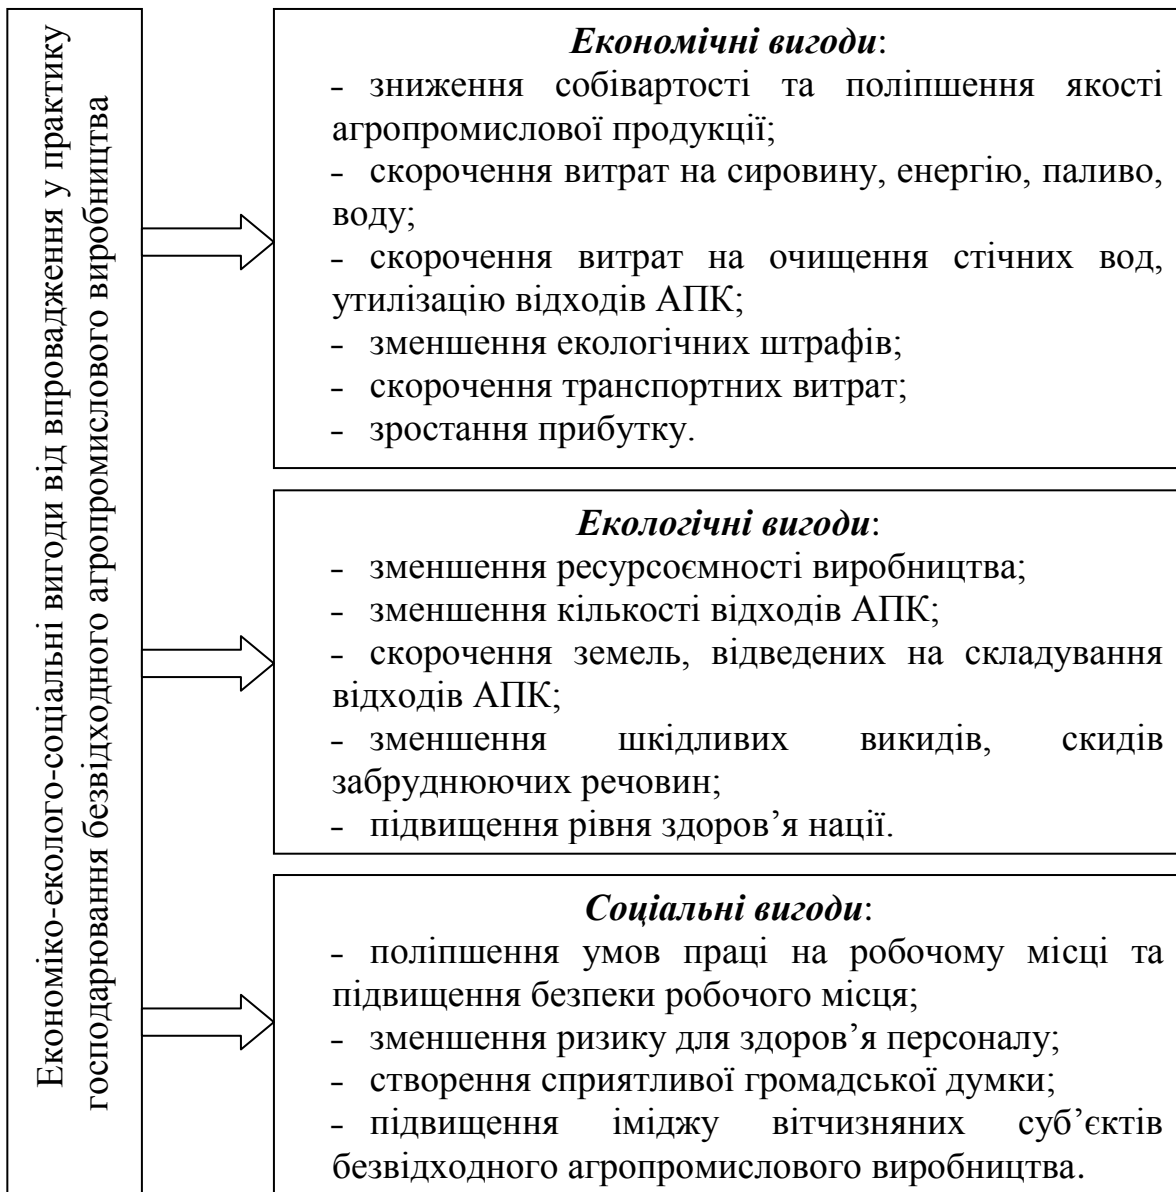 Економіко-еколого-соціальні вигоди від впровадження у практику
господарювання безвідходного агропромислового виробництва
Економічні вигоди:
- зниження собівартості та поліпшення якості
агропромислової продукції;
- скорочення витрат на сировину, енергію, паливо,
воду;
- скорочення витрат на очищення стічних вод,
утилізацію відходів АПК;
- зменшення екологічних штрафів;
- скорочення транспортних витрат;
- зростання прибутку.
Екологічні вигоди:
- зменшення ресурсоємності виробництва;
- зменшення кількості відходів АПК;
- скорочення земель, відведених на складування
відходів АПК;
- зменшення шкідливих викидів, скидів
забруднюючих речовин;
- підвищення рівня здоров’я нації.
Соціальні вигоди:
- поліпшення умов праці на робочому місці та
підвищення безпеки робочого місця;
- зменшення ризику для здоров’я персоналу;
- створення сприятливої громадської думки;
- підвищення іміджу вітчизняних суб’єктів
безвідходного агропромислового виробництва.